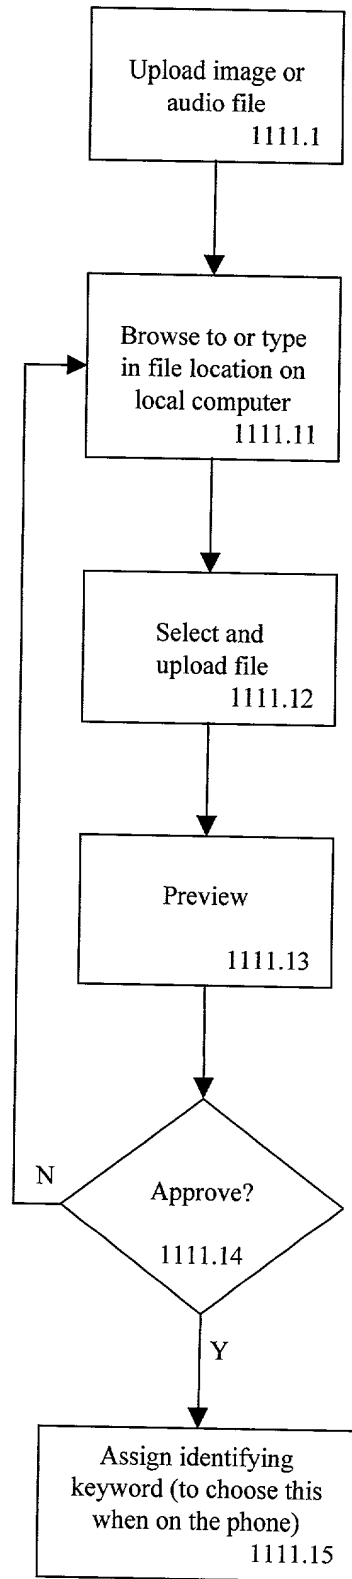 Upload image or
audio file
1111.1
Browse to or type
in file location on
local computer
1111.11
Select and
upload file
1111.12
Preview
1111.13
N
Approve?
1111.14
Y
Assign identifying
keyword (to choose this
when on the phone)
1111.15